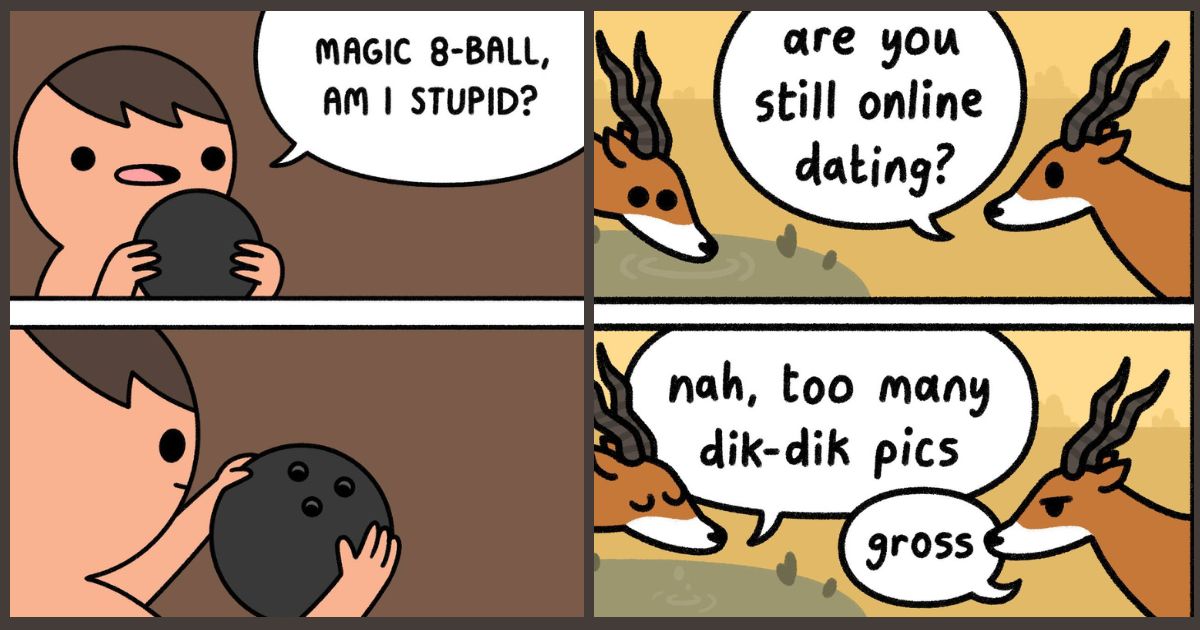 MAGIC 8-BALL,
AM I STUPID?
are you
still online
dating?
nah, too many
dik-dik pics
gross